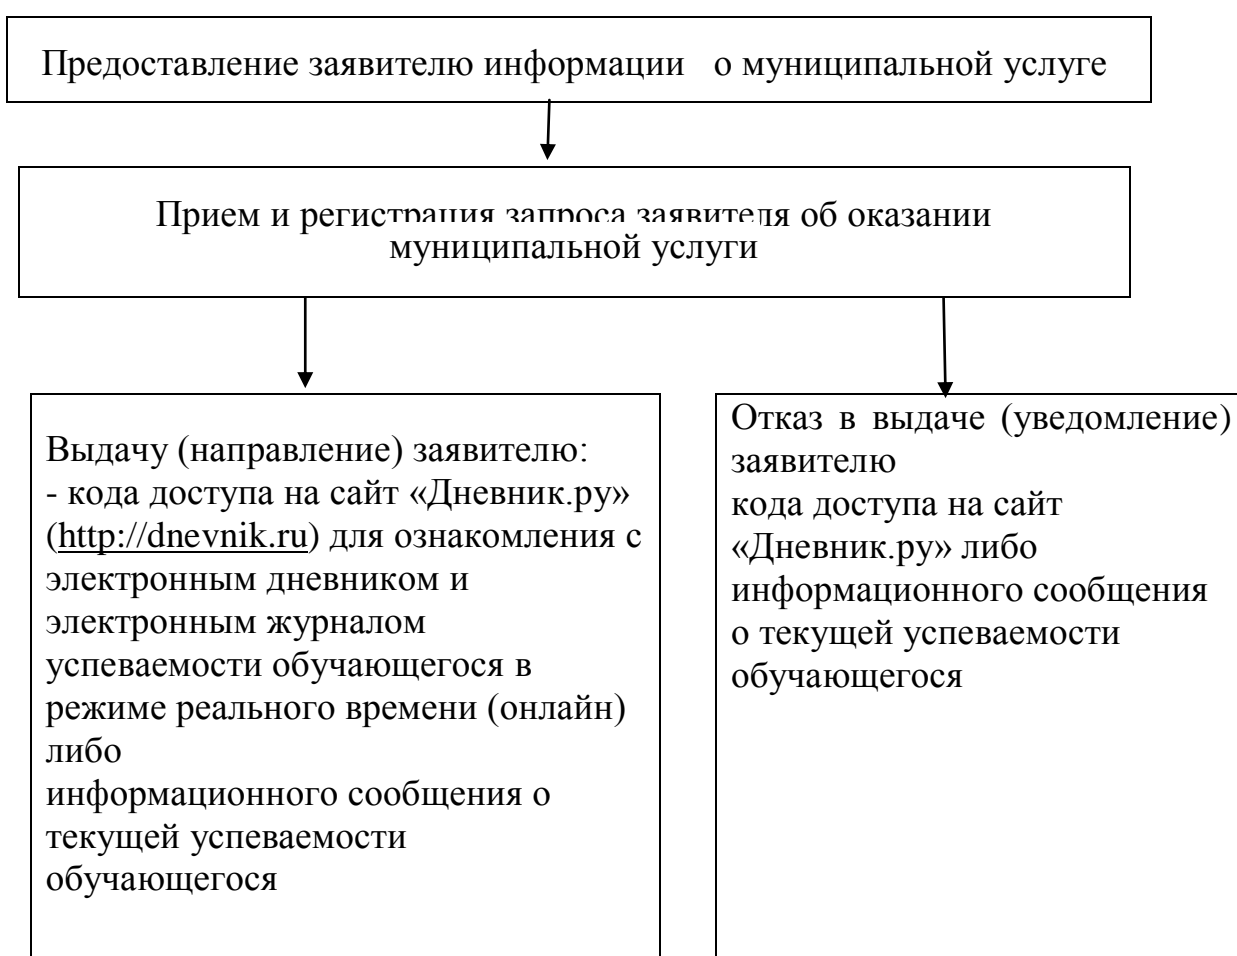 Предоставление заявителю информации о муниципальной услуге
Прием и регистрация запроса заявителя об оказании
муниципальной услуги
Выдачу (направление) заявителю:
- кода доступа на сайт «Дневник.ру»
(http://dnevnik.ru) для ознакомления с
электронным дневником и
электронным журналом
успеваемости обучающегося в
режиме реального времени (онлайн)
либо
информационного сообщения о
текущей успеваемости
обучающегося
Отказ в выдаче (уведомление)
заявителю
кода доступа на сайт
«Дневник.ру» либо
информационного сообщения
о текущей успеваемости
обучающегося